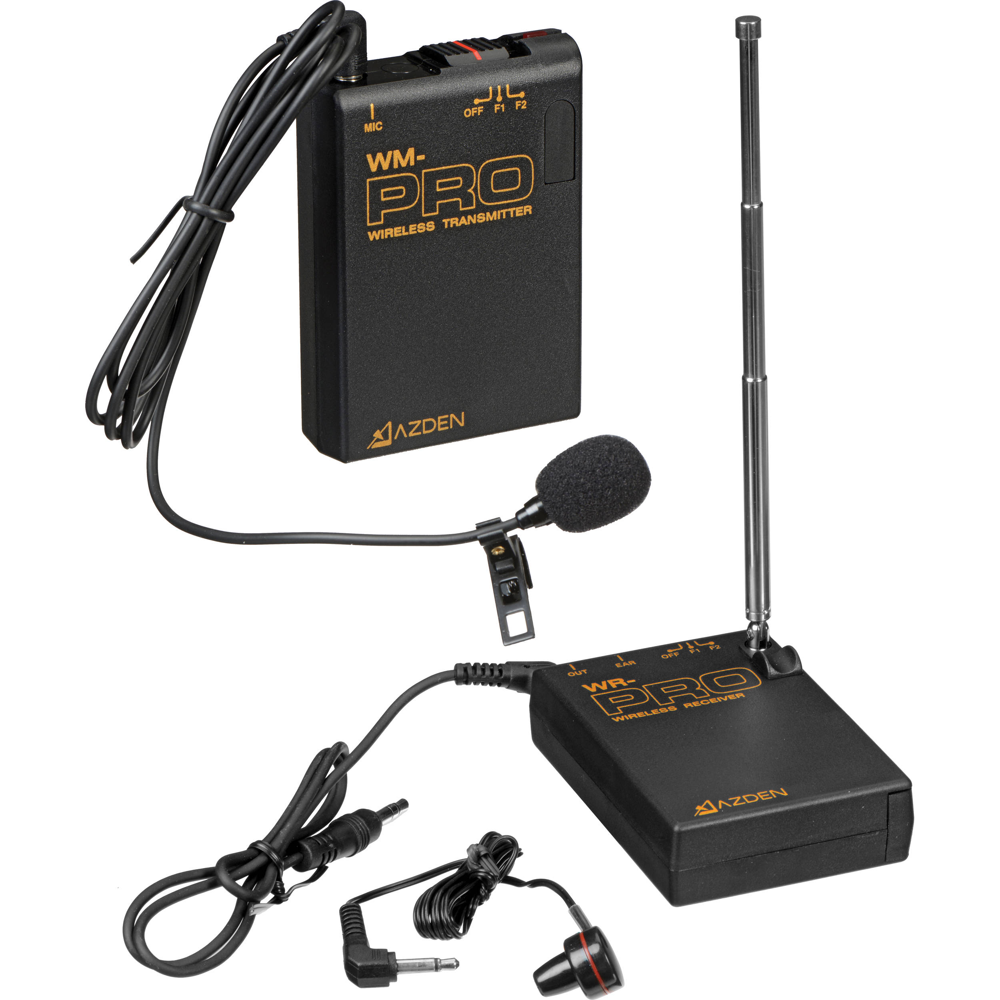 OFF F1 F2
MIC
WM-
PRO
WIRELESS TRANSMITTER
AZDEN
OUT EAR OFF F1 F2
WR-
PRO
WIRELESS RECEIVER
AZDEN